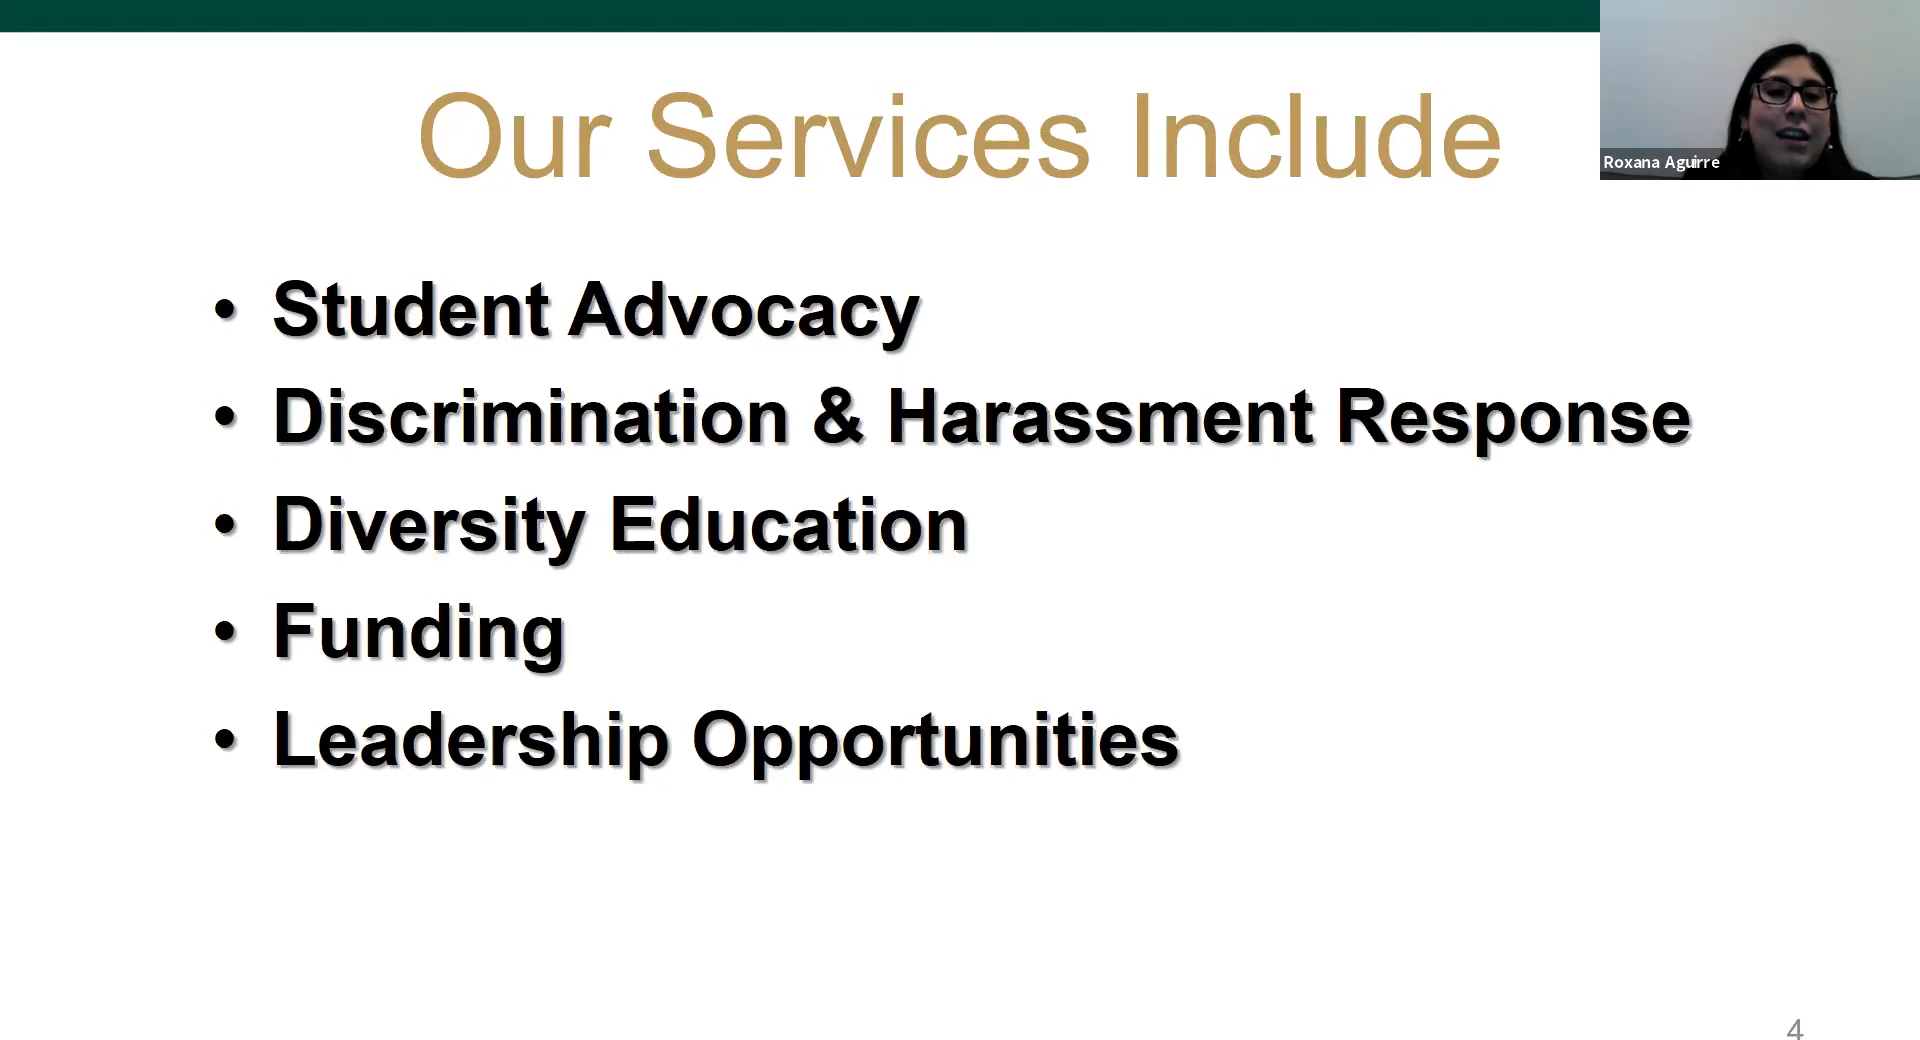 Our Services Include
Roxana Aguirre
• Student Advocacy
• Discrimination & Harassment Response
• Diversity Education
• Funding
• Leadership Opportunities
4